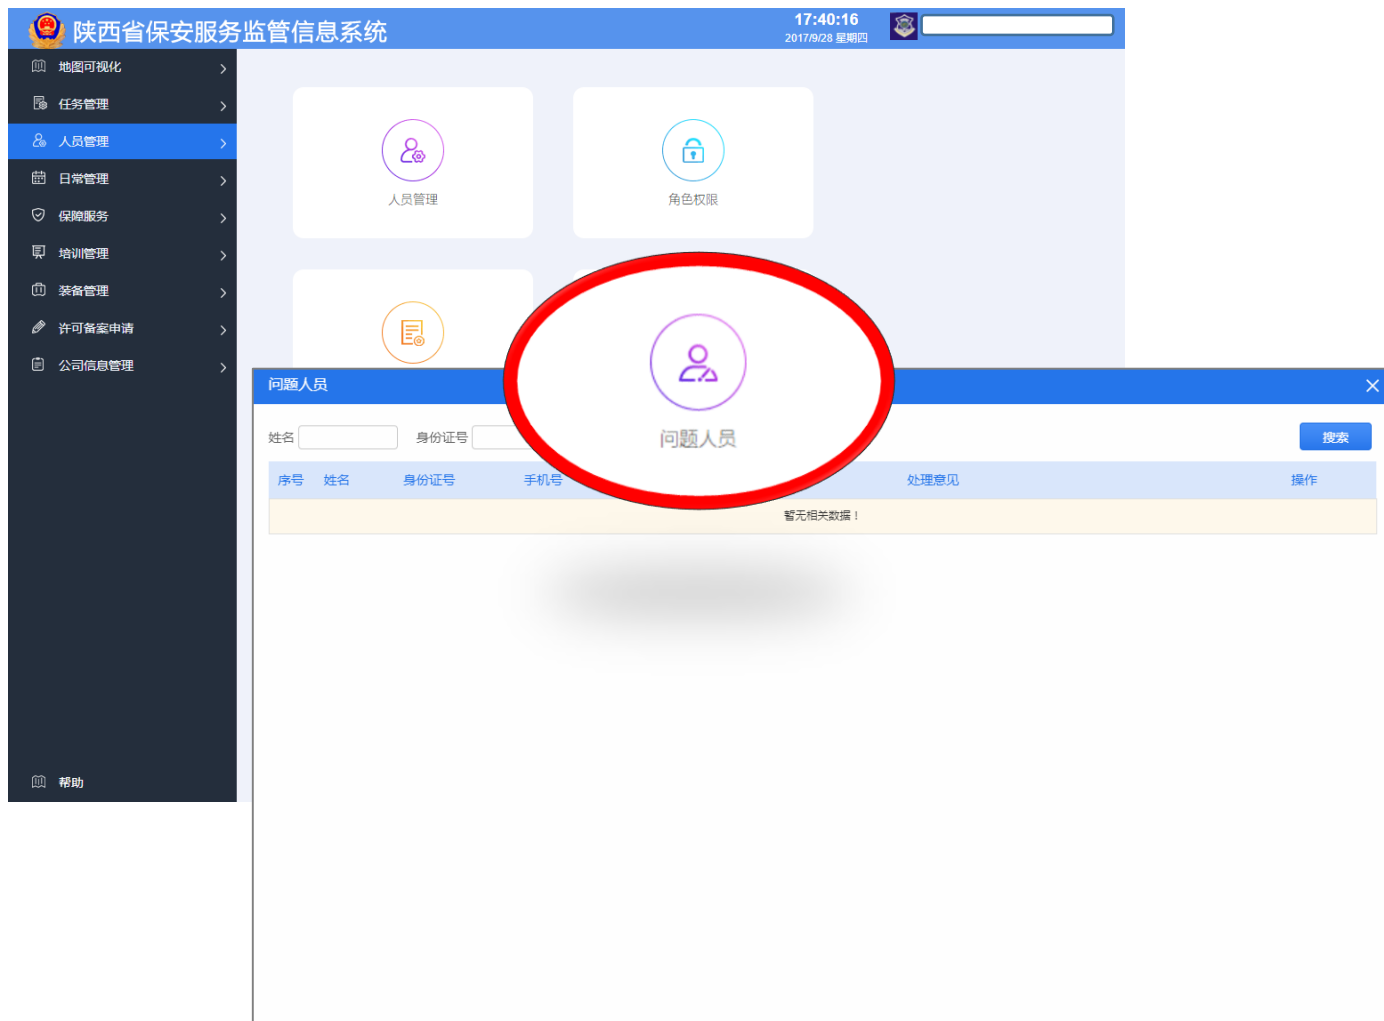 陕西省保安服务监管信息系统
17:40:16
2017/9/28 星期四
地图可视化
任务管理
人员管理
日常管理
保障服务
培训管理
装备管理
许可备案申请
公司信息管理
帮助
人员管理
角色权限
问题人员
问题人员
姓名
身份证号
搜索
序号 姓名 身份证号 手机号 处理意见 操作
暂无相关数据！